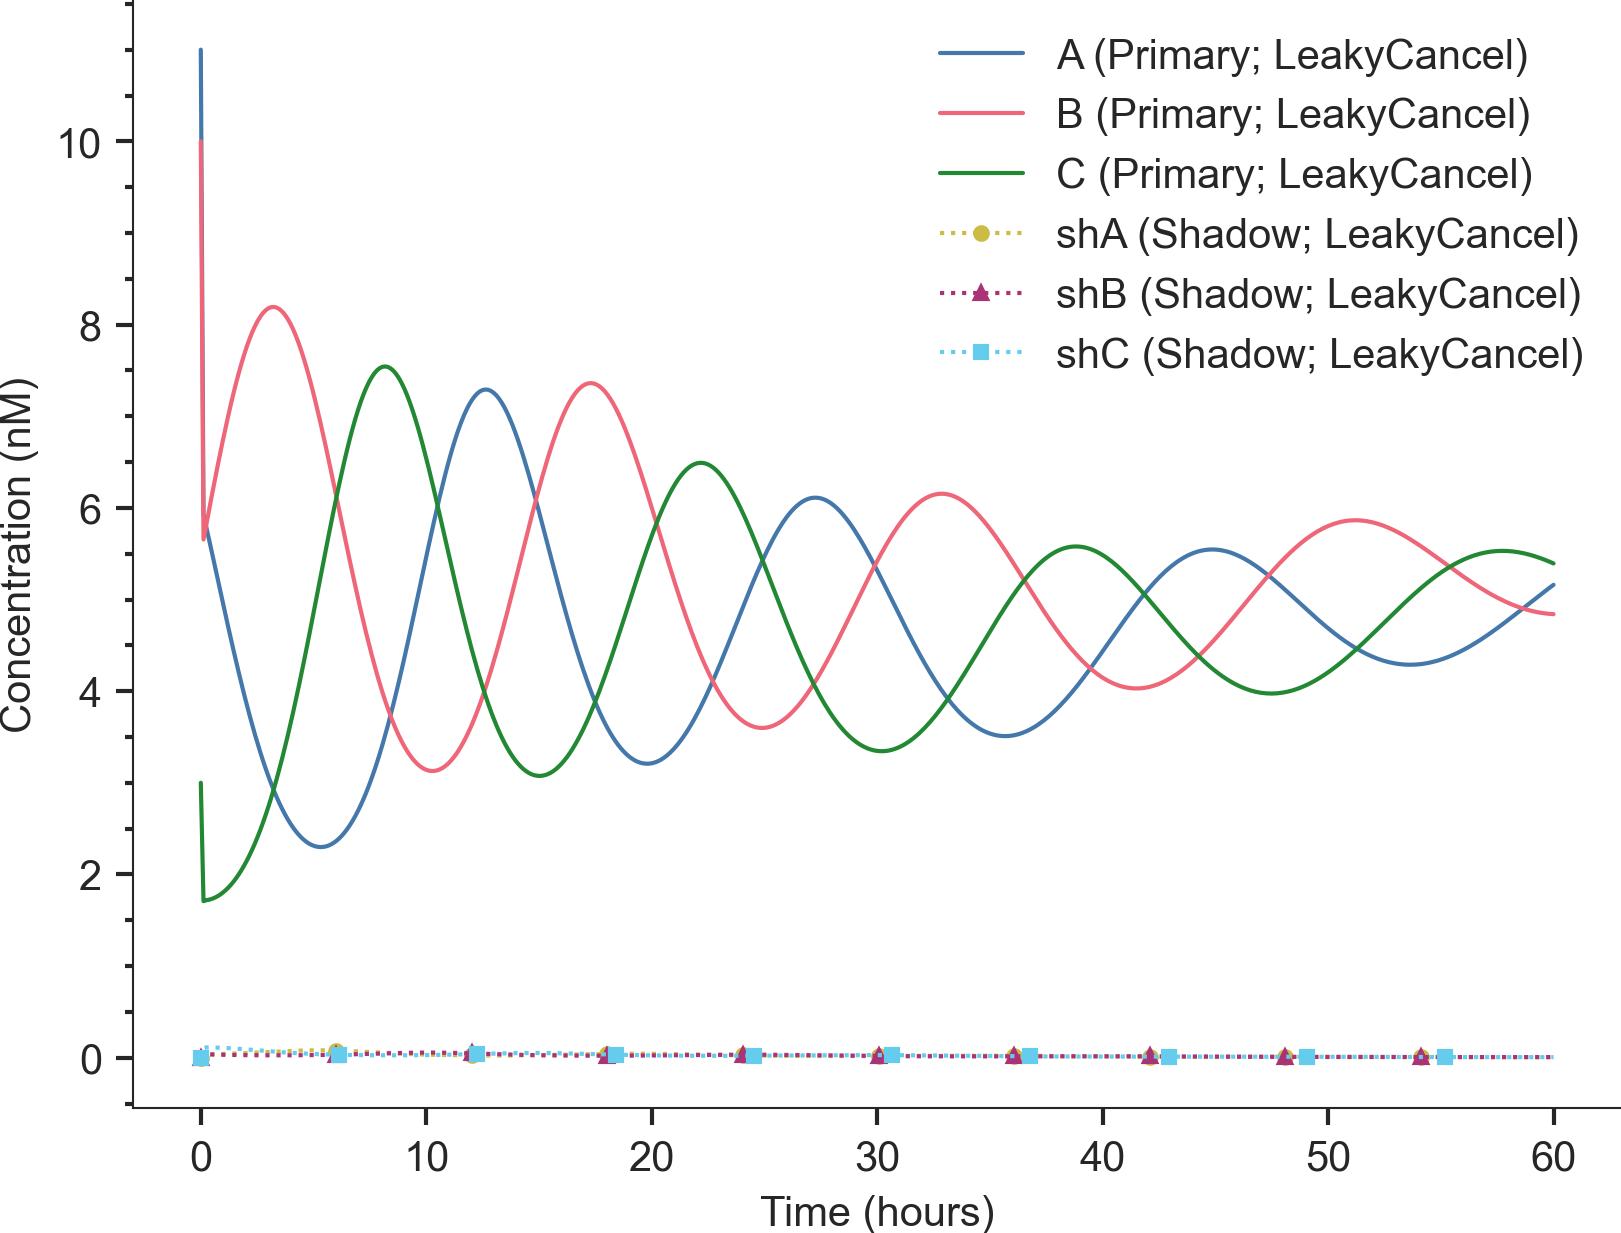 A (Primary; LeakyCancel)
B (Primary; LeakyCancel)
C (Primary; LeakyCancel)
shA (Shadow; LeakyCancel)
shB (Shadow; LeakyCancel)
shC (Shadow; LeakyCancel)
Concentration (nM)
10
8
6
4
2
0
0 10 20 30 40 50 60
Time (hours)